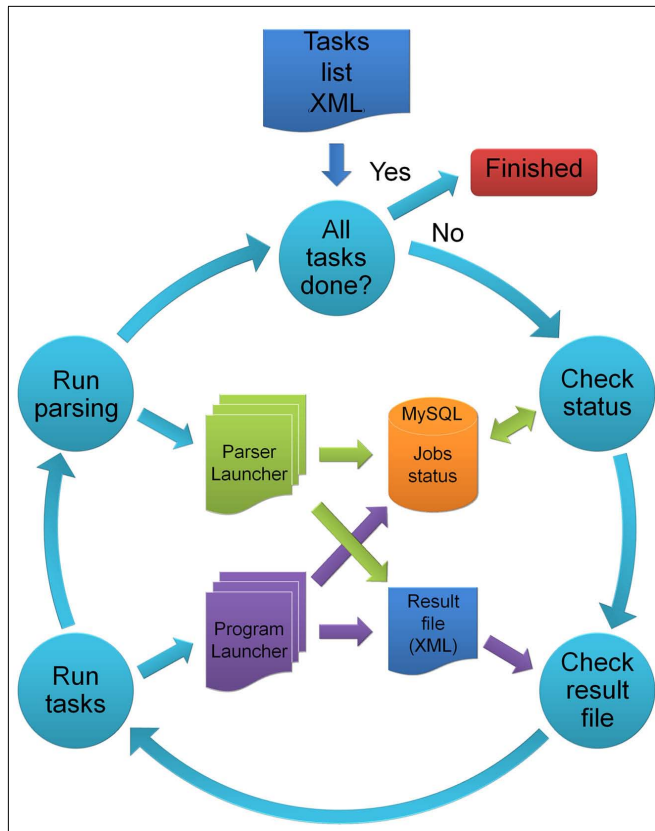 Tasks
list
(XML)
Yes
Finished
All
tasks
done?
No
Run
parsing
Check
status
MySQL
Jobs
status
Parser
Launcher
Program
Launcher
Result
file
(XML)
Run
tasks
Check
result
file